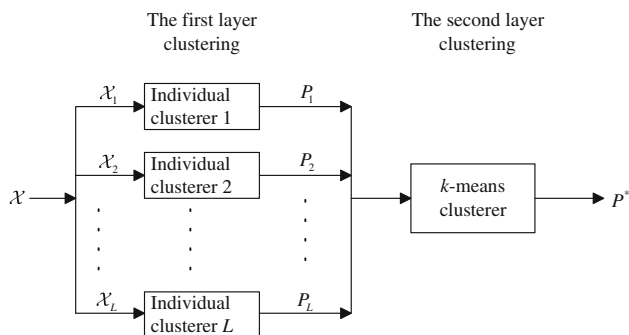 The first layer
clustering
The second layer
clustering
𝒳₁
Individual
clusterer 1
P₁
𝒳₂
Individual
clusterer 2
P₂
𝒳
k-means
clusterer
P*
𝒳_L
Individual
clusterer L
P_L